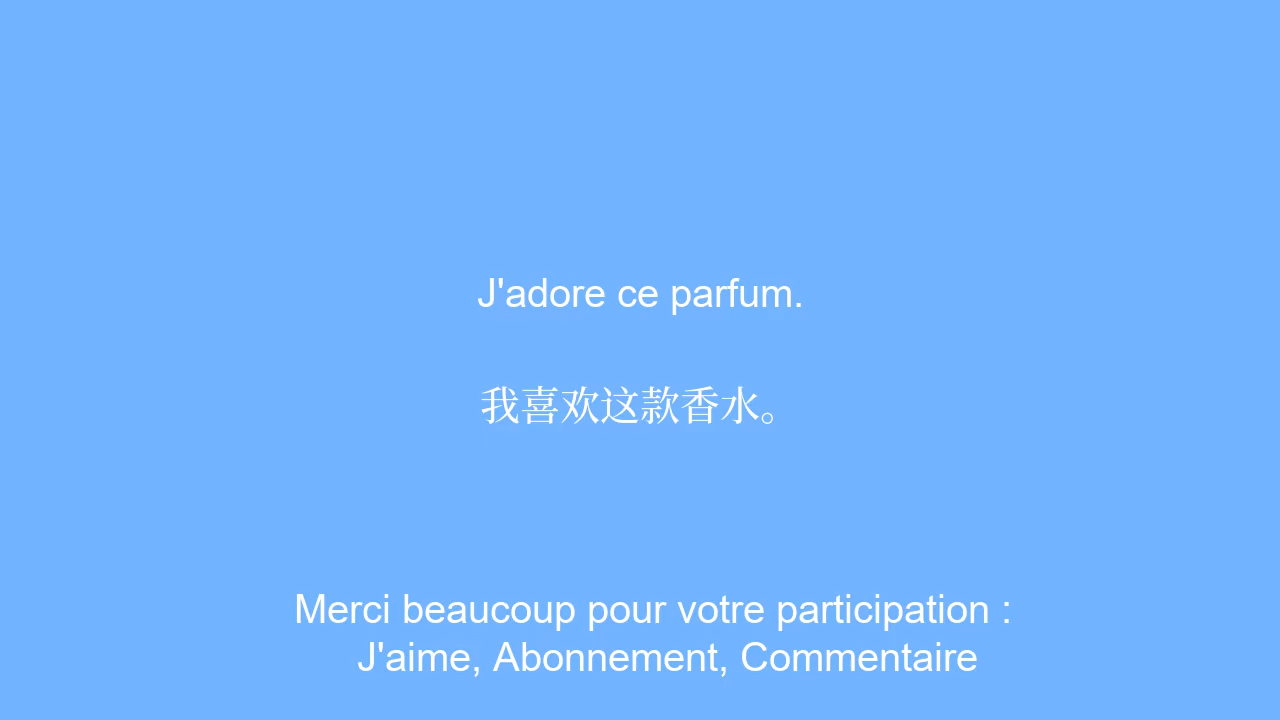 J'adore ce parfum.
我喜欢这款香水。
Merci beaucoup pour votre participation :
J'aime, Abonnement, Commentaire